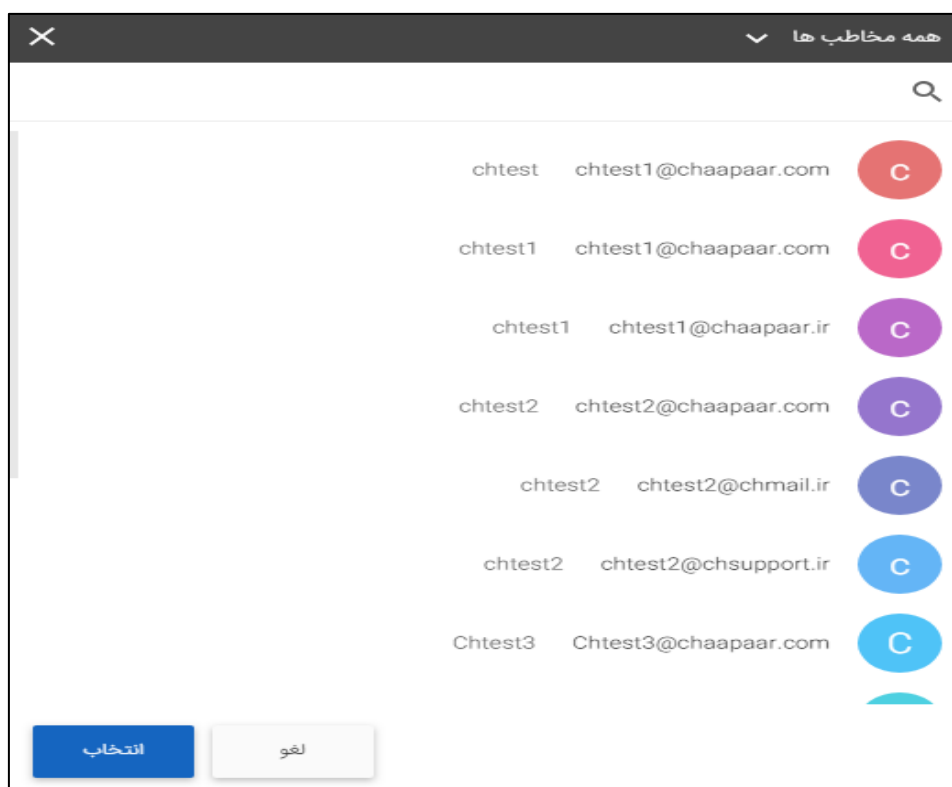 همه مخاطب ها
C chtest1@chaapaar.com chtest
C chtest1@chaapaar.com chtest1
C chtest1@chaapaar.ir chtest1
C chtest2@chaapaar.com chtest2
C chtest2@chmail.ir chtest2
C chtest2@chsupport.ir chtest2
C Chtest3@chaapaar.com Chtest3
لغو انتخاب